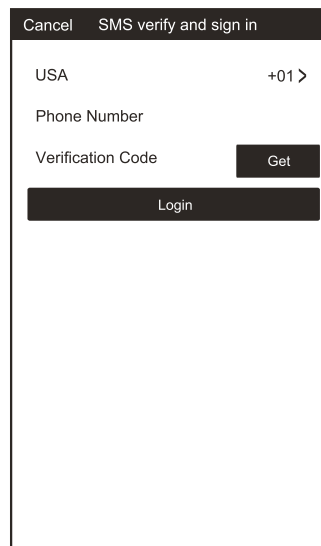 Cancel SMS verify and sign in
USA +01 >
Phone Number
Verification Code Get
Login